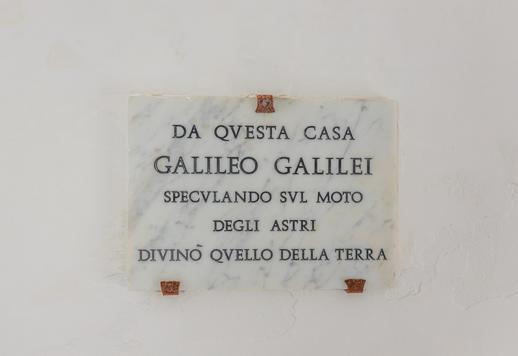 DA QVESTA CASA
GALILEO GALILEI
SPECVLANDO SVL MOTO
DEGLI ASTRI
DIVINÒ QVELLO DELLA TERRA